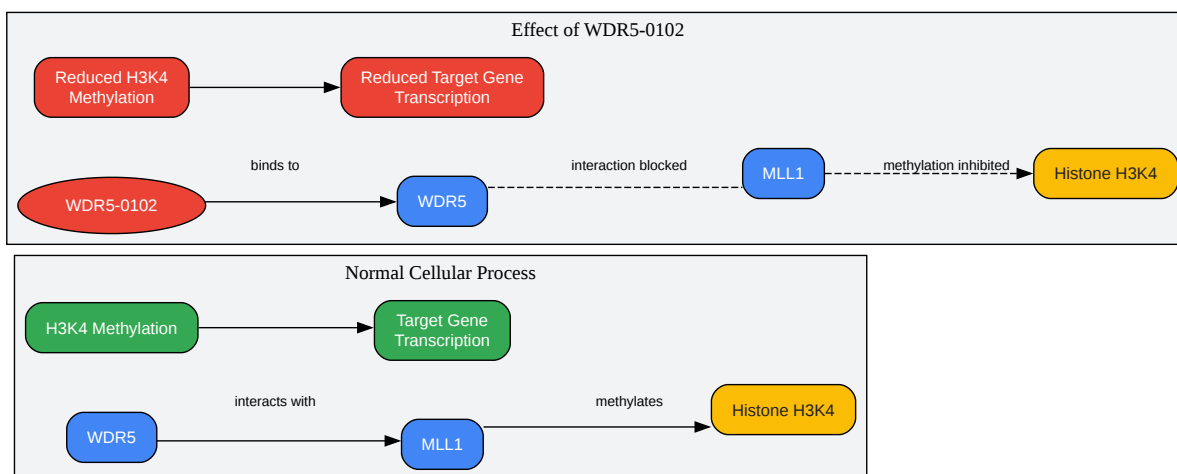 Effect of WDR5-0102
Reduced H3K4
Methylation
Reduced Target Gene
Transcription
binds to
interaction blocked
methylation inhibited
WDR5-0102
WDR5
MLL1
Histone H3K4
Normal Cellular Process
H3K4 Methylation
Target Gene
Transcription
interacts with
methylates
WDR5
MLL1
Histone H3K4